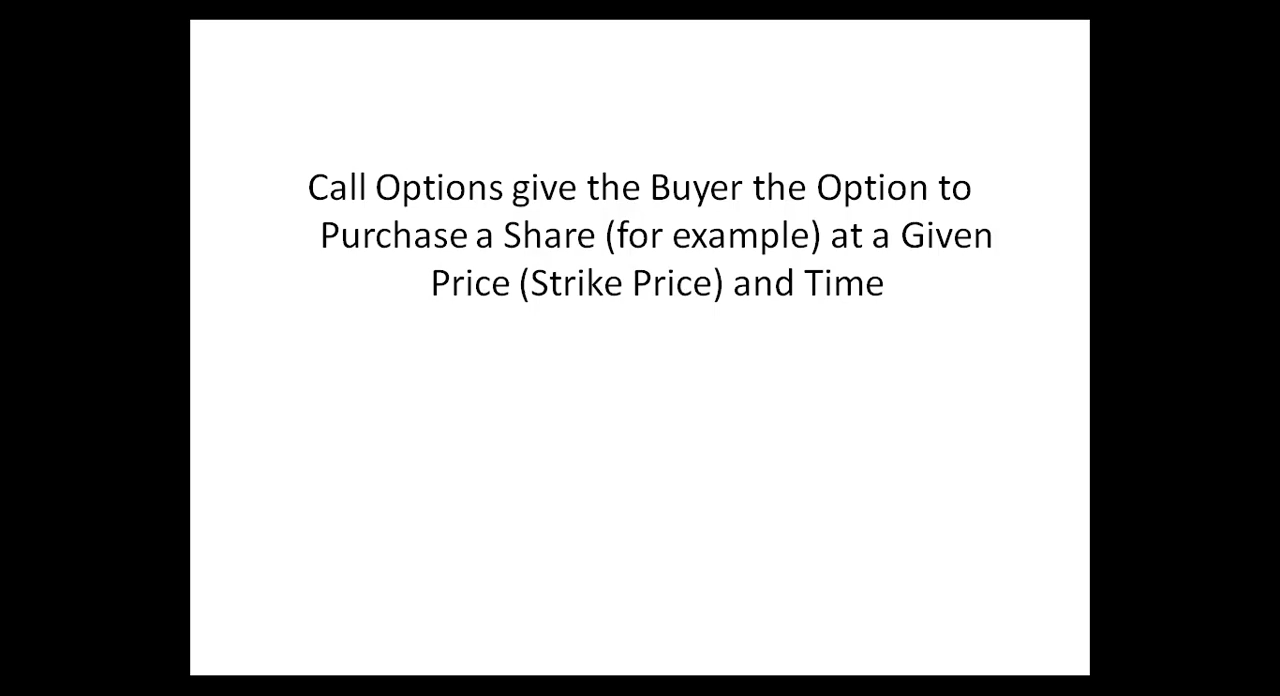 Call Options give the Buyer the Option to
Purchase a Share (for example) at a Given
Price (Strike Price) and Time